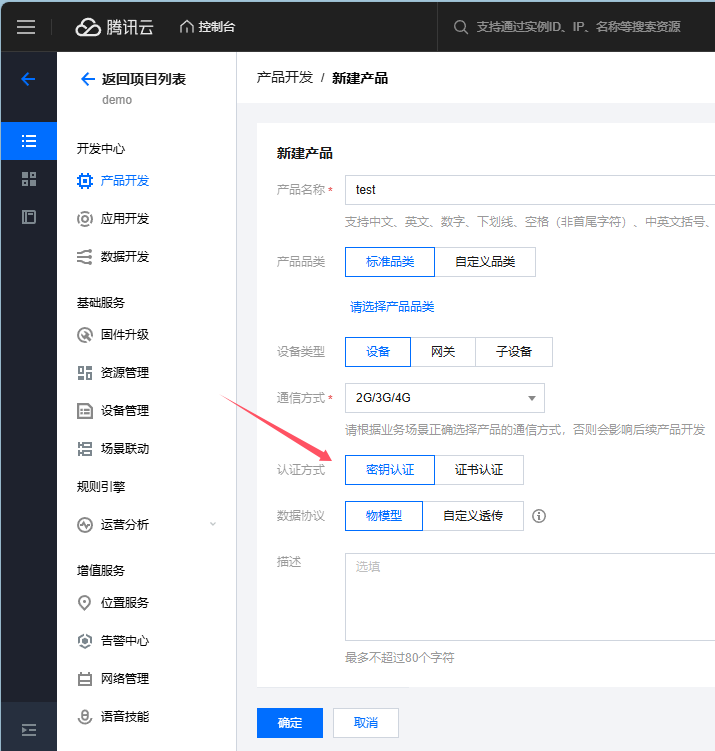 腾讯云 控制台 支持通过实例ID、IP、名称等搜索资源
返回项目列表
demo
开发中心
产品开发
应用开发
数据开发
基础服务
固件升级
资源管理
设备管理
场景联动
规则引擎
运营分析
增值服务
位置服务
告警中心
网络管理
语音技能
产品开发 / 新建产品
新建产品
产品名称 * test
支持中文、英文、数字、下划线、空格（非首尾字符）、中英文括号、
产品品类 标准品类 自定义品类
请选择产品品类
设备类型 设备 网关 子设备
通信方式 * 2G/3G/4G
请根据业务场景正确选择产品的通信方式，否则会影响后续产品开发
认证方式 密钥认证 证书认证
数据协议 物模型 自定义透传
描述 选填
最多不超过80个字符
确定 取消